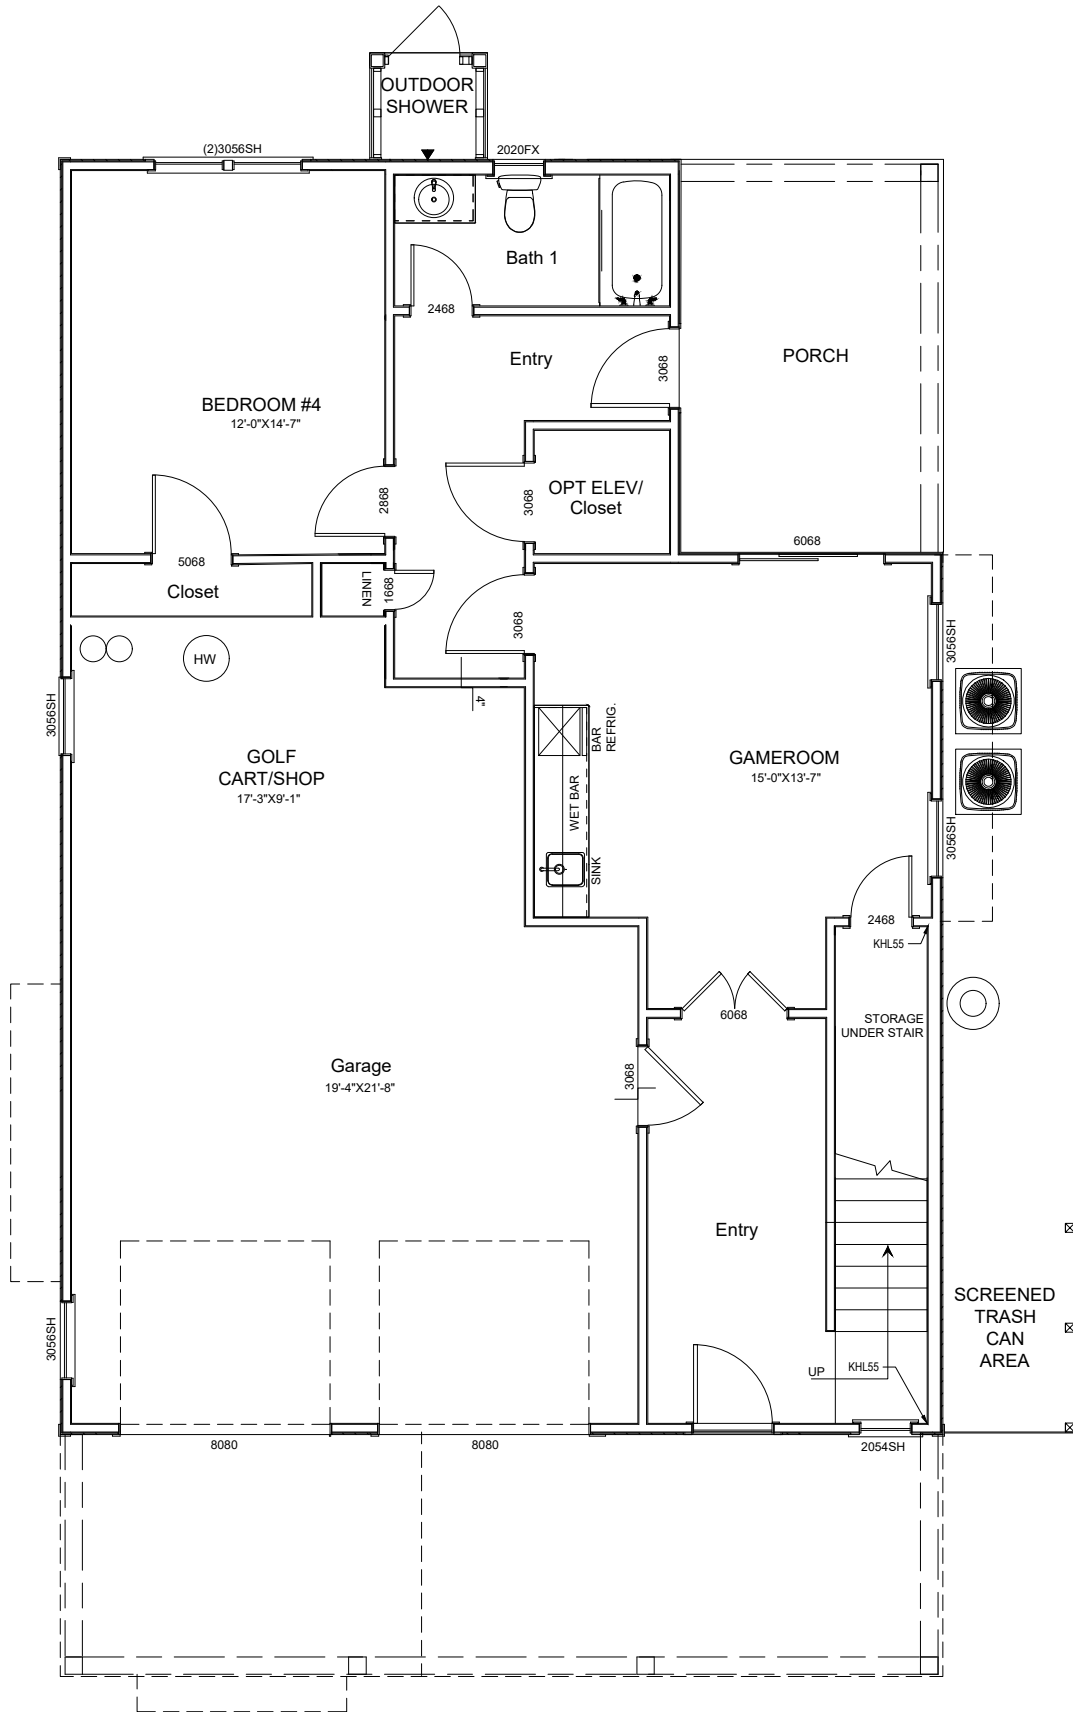 OUTDOOR
SHOWER
(2)3056SH
2020FX
Bath 1
2468
Entry
3068
PORCH
BEDROOM #4
12'-0"X14'-7"
2868
3068
OPT ELEV/
Closet
5068
Closet
LINEN
1668
6068
3068
3056SH
HW
3056SH
4"
GOLF
CART/SHOP
17'-3"X9'-1"
BAR
REFRIG.
WET BAR
SINK
GAMEROOM
15'-0"X13'-7"
3056SH
2468
KHL55
STORAGE
UNDER STAIR
6068
Garage
19'-4"X21'-8"
3068
Entry
SCREENED
TRASH
CAN
AREA
3056SH
UP
KHL55
8080
8080
2054SH